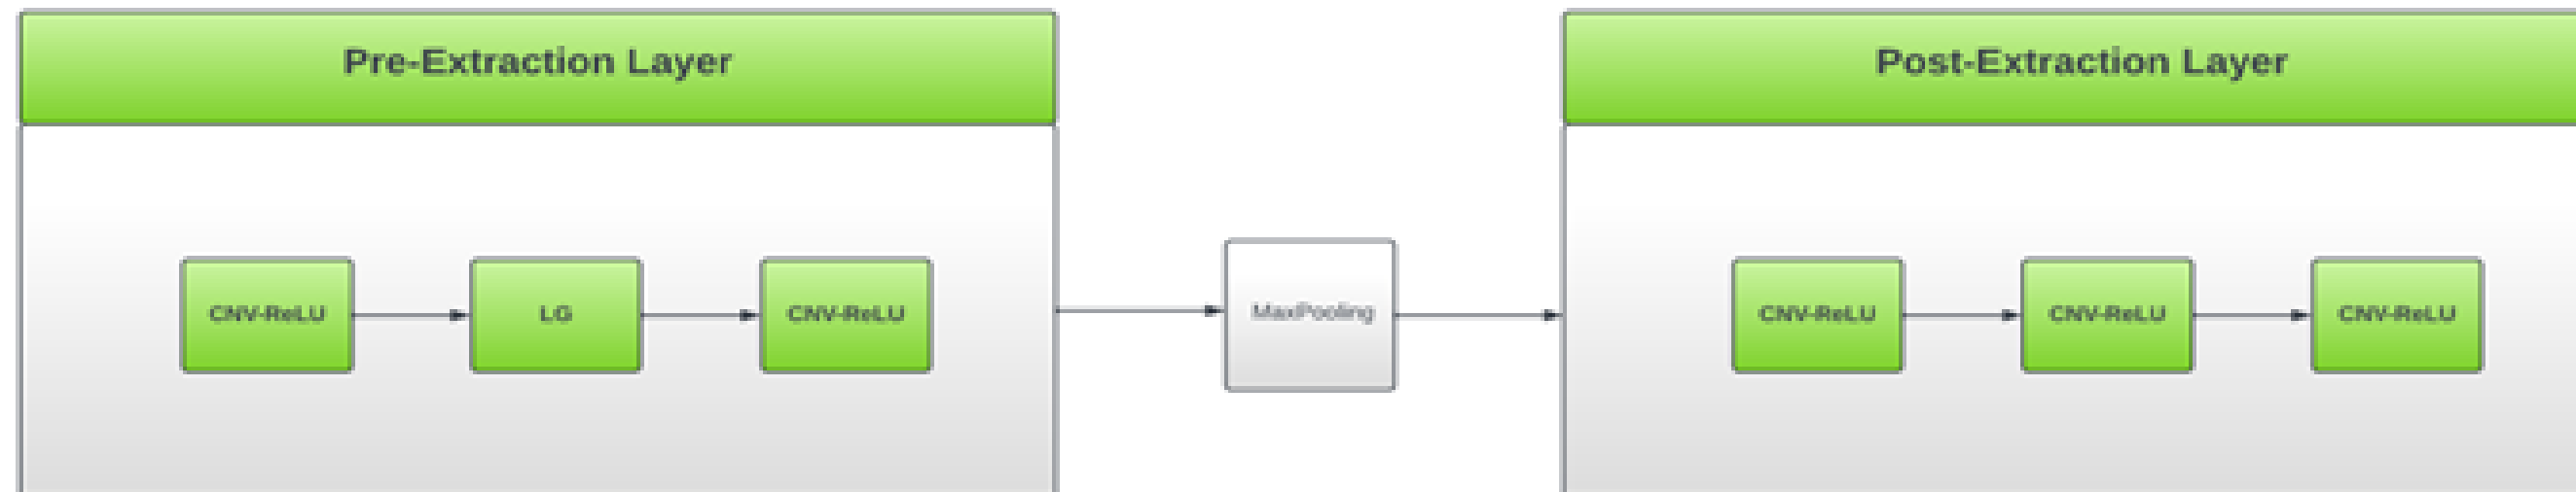 Pre-Extraction Layer
CNV-ReLU
LG
CNV-ReLU
MaxPooling
Post-Extraction Layer
CNV-ReLU
CNV-ReLU
CNV-ReLU